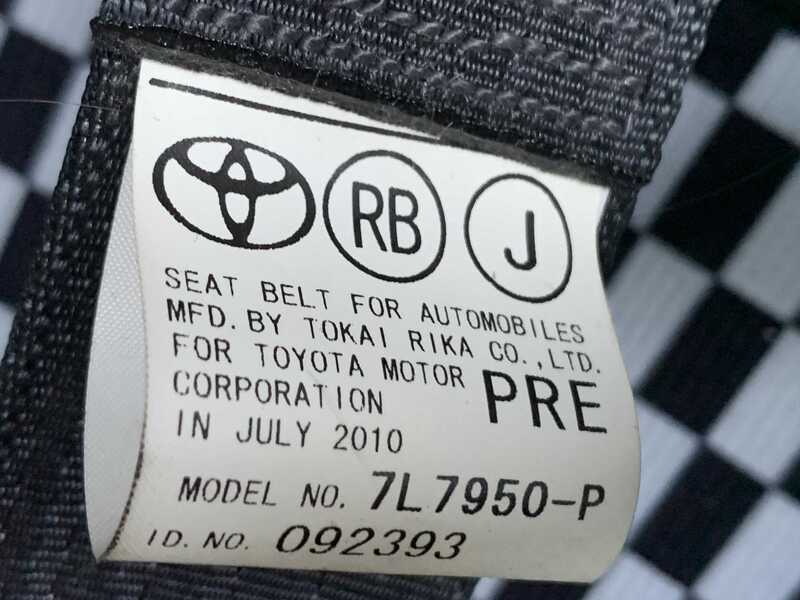 RB J
SEAT BELT FOR AUTOMOBILES
MFD. BY TOKAI RIKA CO., LTD.
FOR TOYOTA MOTOR
CORPORATION PRE
IN JULY 2010
MODEL NO. 7L7950-P
ID. NO. 092393